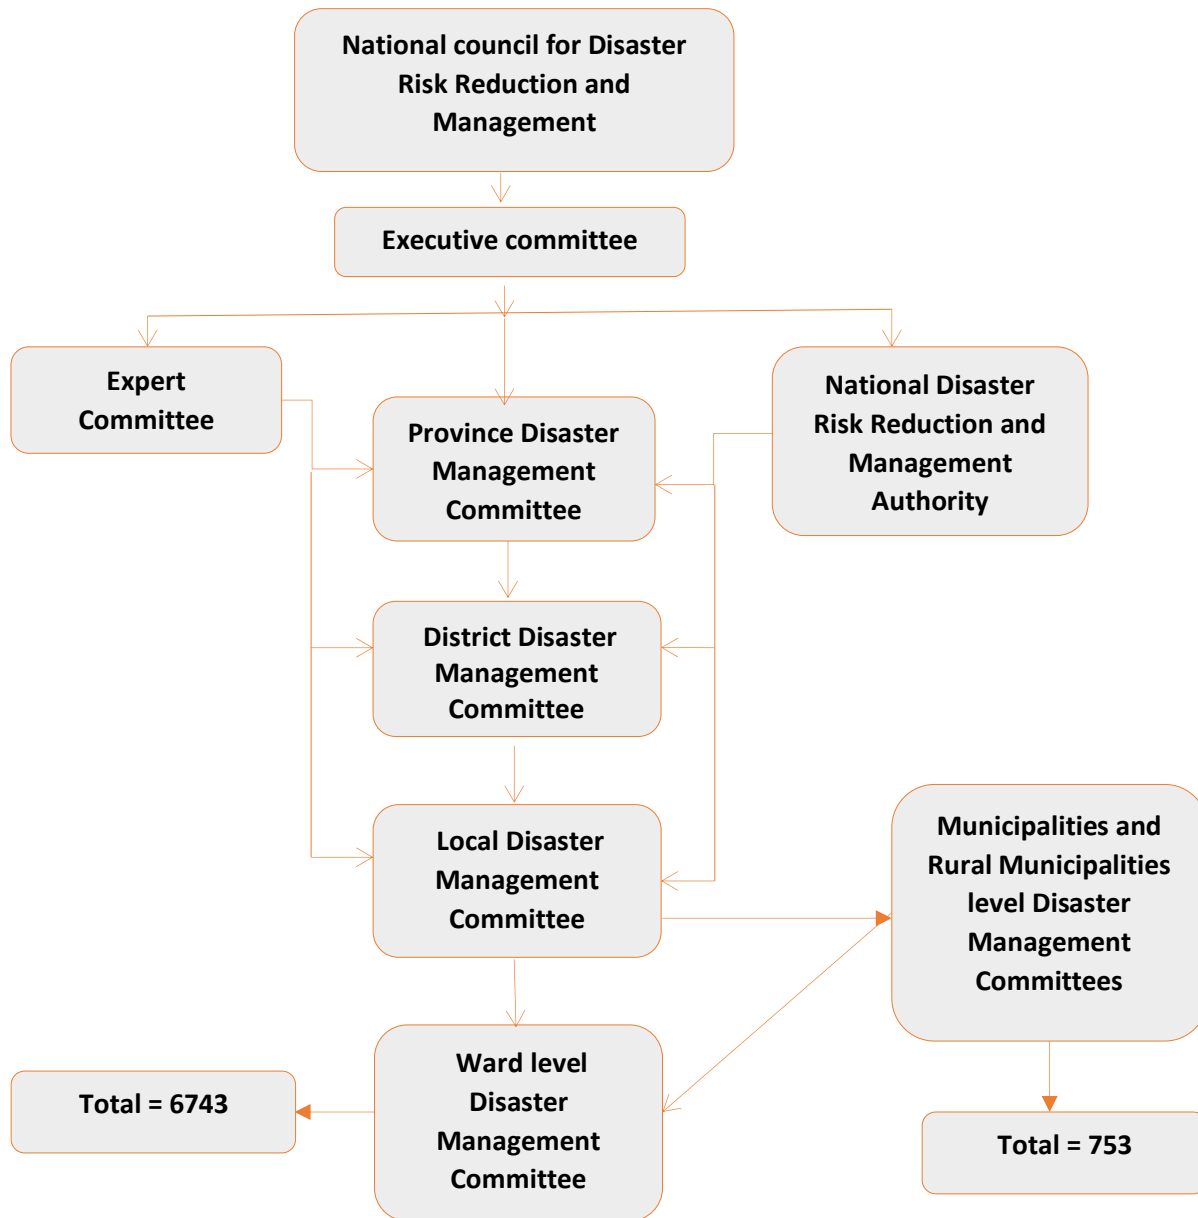 National council for Disaster
Risk Reduction and
Management
Executive committee
Expert
Committee
Province Disaster
Management
Committee
National Disaster
Risk Reduction and
Management
Authority
District Disaster
Management
Committee
Local Disaster
Management
Committee
Municipalities and
Rural Municipalities
level Disaster
Management
Committees
Ward level
Disaster
Management
Committee
Total = 6743
Total = 753